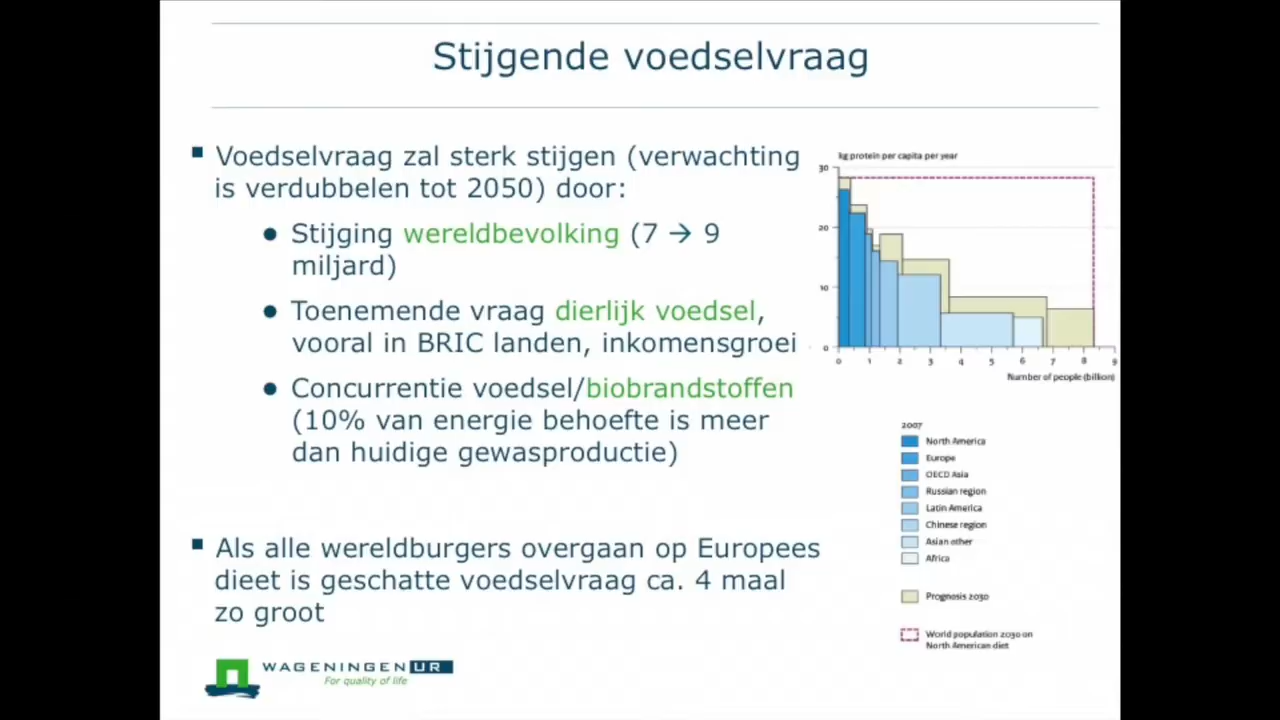 Stijgende voedselvraag
▪ Voedselvraag zal sterk stijgen (verwachting
is verdubbelen tot 2050) door:
● Stijging wereldbevolking (7 → 9
miljard)
● Toenemende vraag dierlijk voedsel,
vooral in BRIC landen, inkomensgroei
● Concurrentie voedsel/biobrandstoffen
(10% van energie behoefte is meer
dan huidige gewasproductie)
▪ Als alle wereldburgers overgaan op Europees
dieet is geschatte voedselvraag ca. 4 maal
zo groot
kg protein per capita per year
30
20
10
0
0 1 2 3 4 5 6 7 8 9
Number of people (billion)
2007
North America
Europe
OECD Asia
Russian region
Latin America
Chinese region
Asian other
Africa
Prognosis 2030
World population 2030 on
North American diet
WAGENINGEN UR
For quality of life